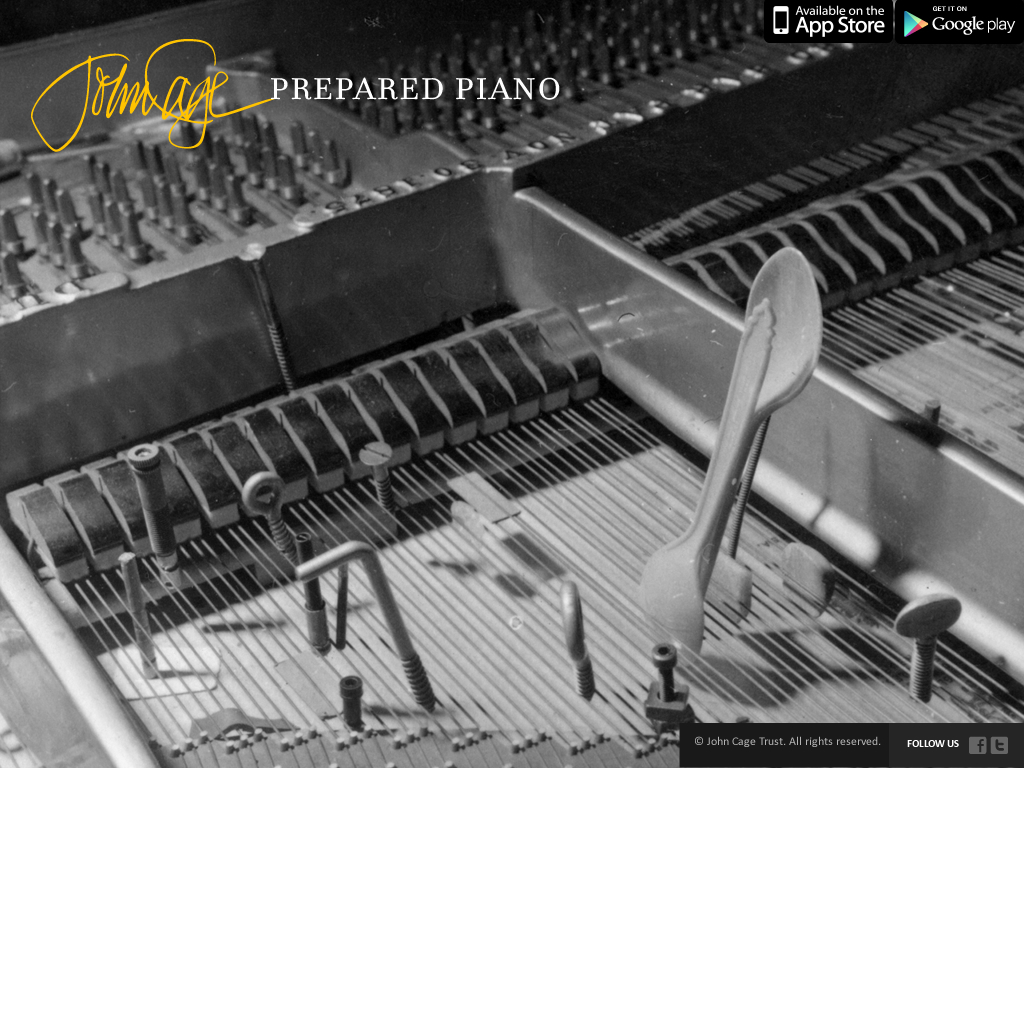 Available on the
App Store
GET IT ON
Google play
John Cage
PREPARED PIANO
© John Cage Trust. All rights reserved.
FOLLOW US